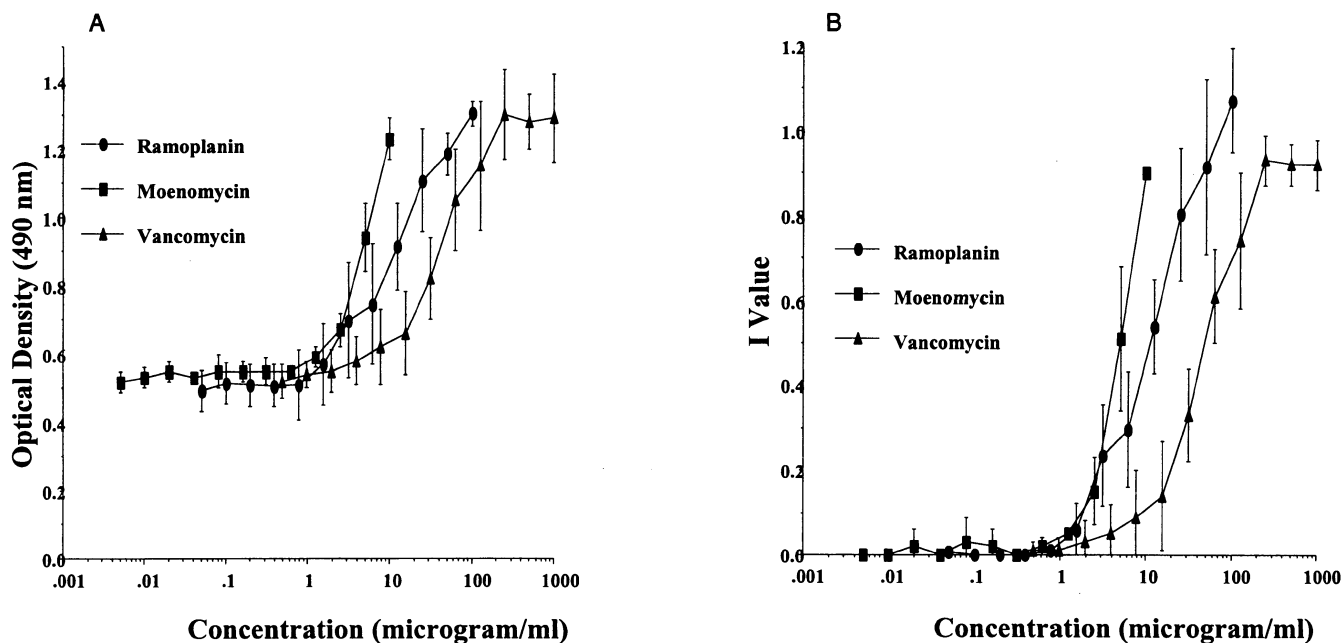 A
Optical Density (490 nm)
1.4
1.2
1.0
0.8
0.6
0.4
0.2
0.0
Ramoplanin
Moenomycin
Vancomycin
.001
.01
.1
1
10
100
1000
Concentration (microgram/ml)
B
I Value
1.2
1.0
0.8
0.6
0.4
0.2
0.0
Ramoplanin
Moenomycin
Vancomycin
.001
.01
.1
1
10
100
1000
Concentration (microgram/ml)